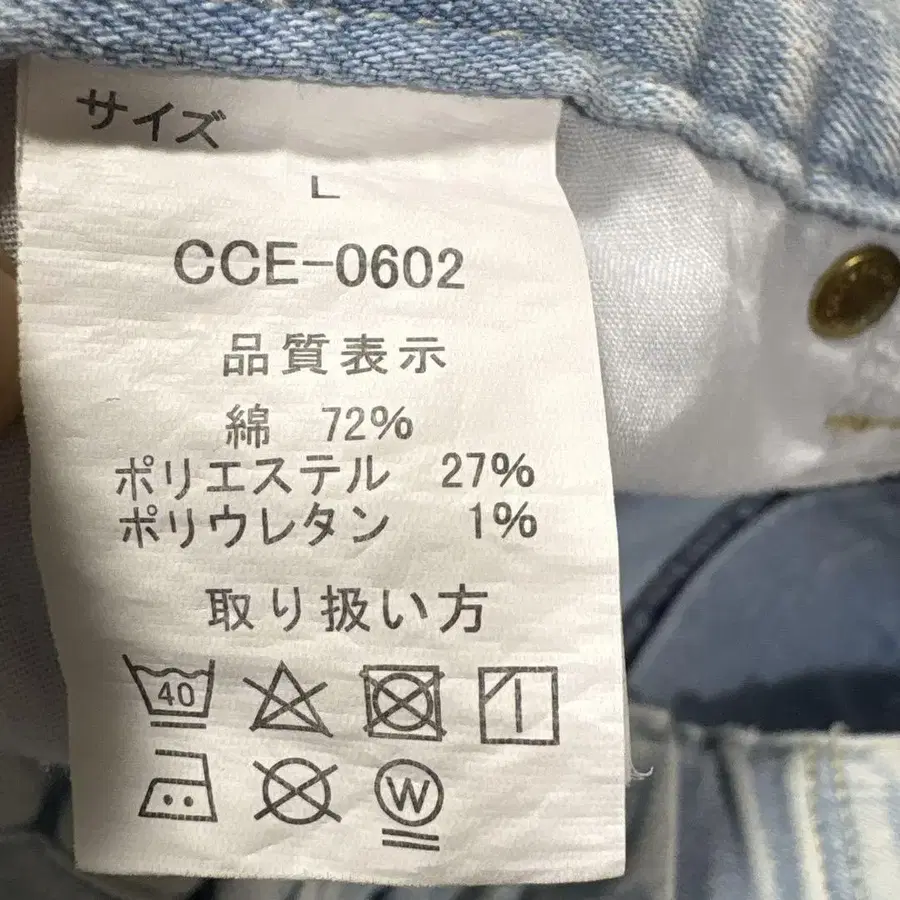 サイズ
L
CCE-0602
品質表示
綿 72%
ポリエステル 27%
ポリウレタン 1%
取り扱い方
40
W